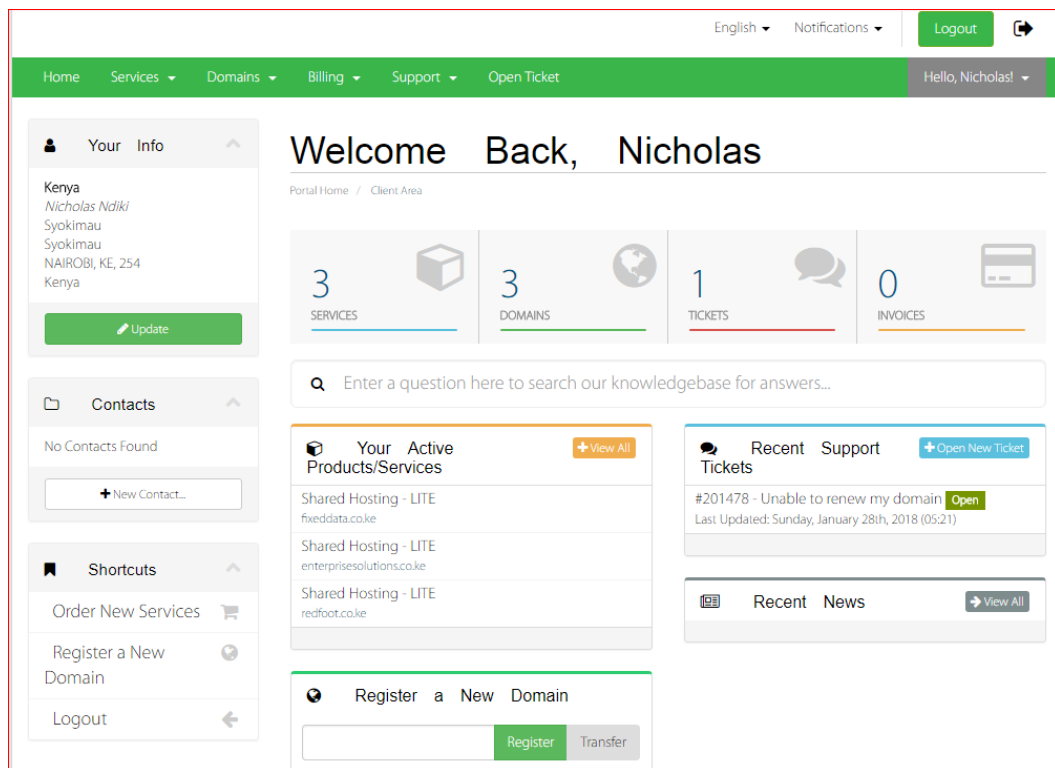 English Notifications Logout
Home Services Domains Billing Support Open Ticket Hello, Nicholas!
Your Info
Kenya
Nicholas Ndiki
Syokimau
Syokimau
NAIROBI, KE, 254
Kenya
Update
Contacts
No Contacts Found
New Contact...
Shortcuts
Order New Services
Register a New
Domain
Logout
Welcome Back, Nicholas
Portal Home / Client Area
3
SERVICES
3
DOMAINS
1
TICKETS
0
INVOICES
Enter a question here to search our knowledgebase for answers...
Your Active
Products/Services
View All
Shared Hosting - LITE
fixeddata.co.ke
Shared Hosting - LITE
enterprisesolutions.co.ke
Shared Hosting - LITE
redfoot.co.ke
Recent Support
Tickets
Open New Ticket
#201478 - Unable to renew my domain Open
Last Updated: Sunday, January 28th, 2018 (05:21)
Recent News
View All
Register a New Domain
Register Transfer